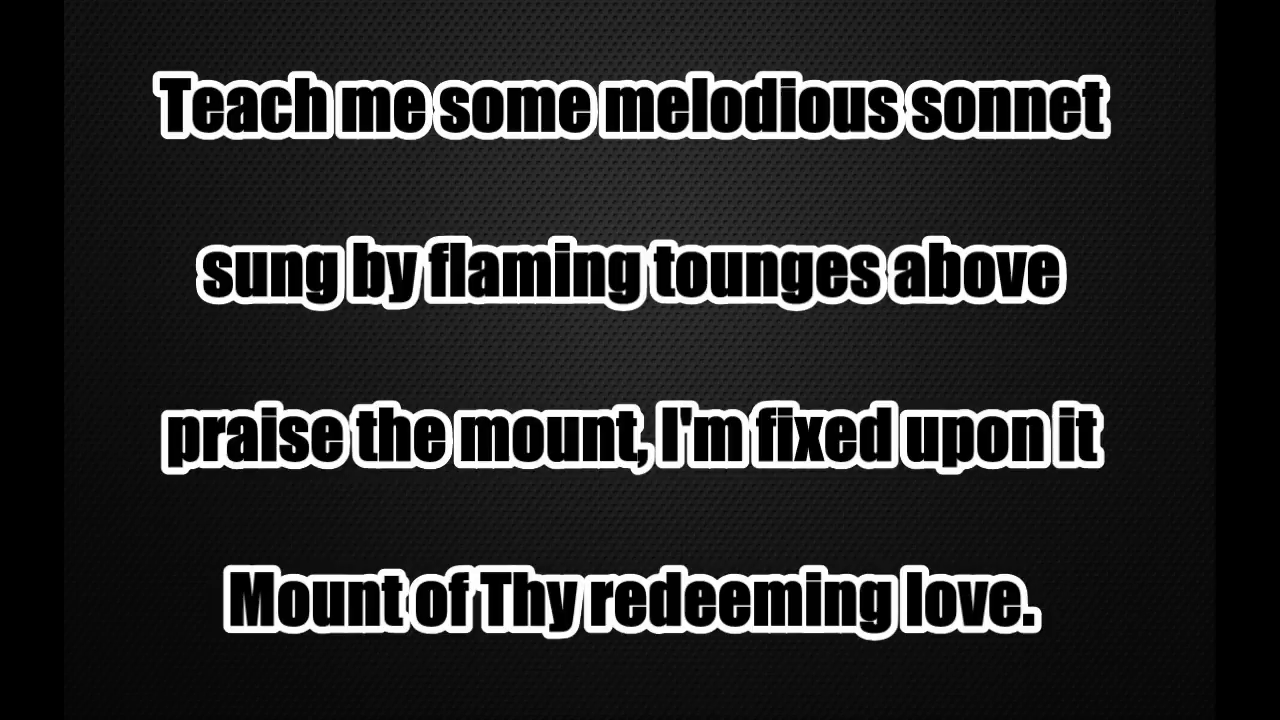 Teach me some melodious sonnet
sung by flaming tounges above
praise the mount, I'm fixed upon it
Mount of Thy redeeming love.